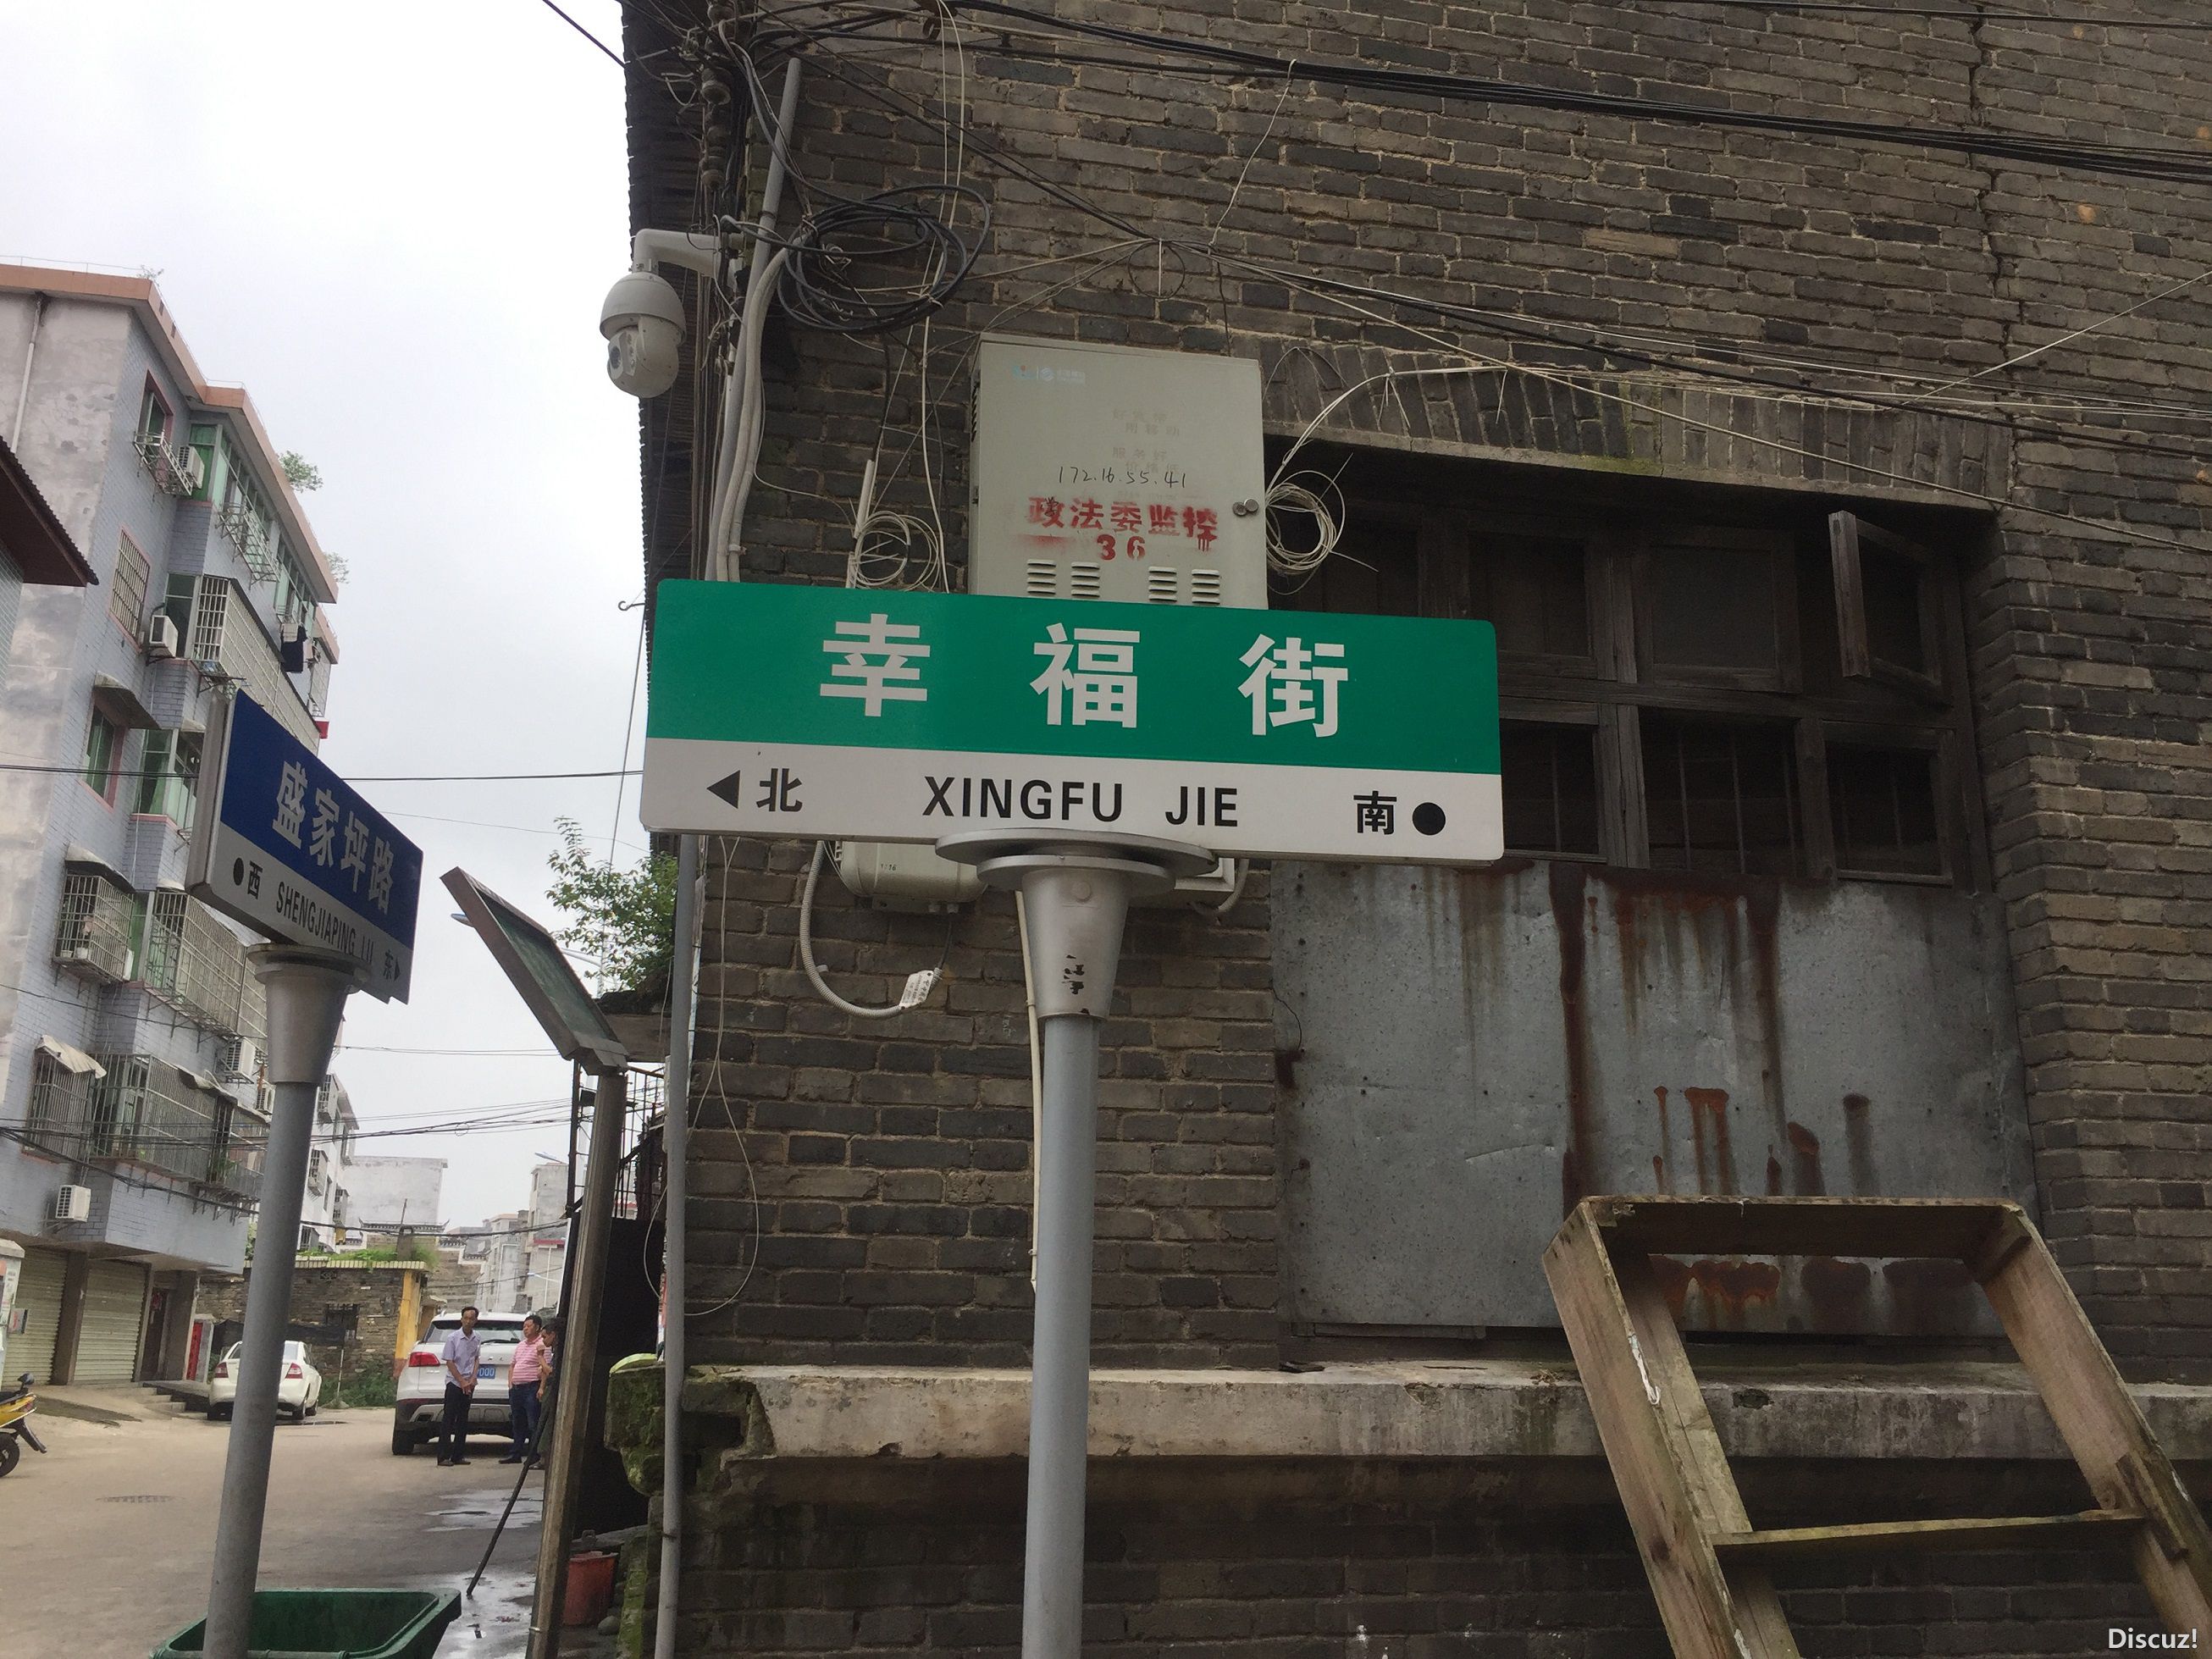 172.16.55.41
政法委监控
36
幸福街
◀北 XINGFU JIE 南●
盛家坪路
●西 SHENGJIAPING LU 东▶
Discuz!